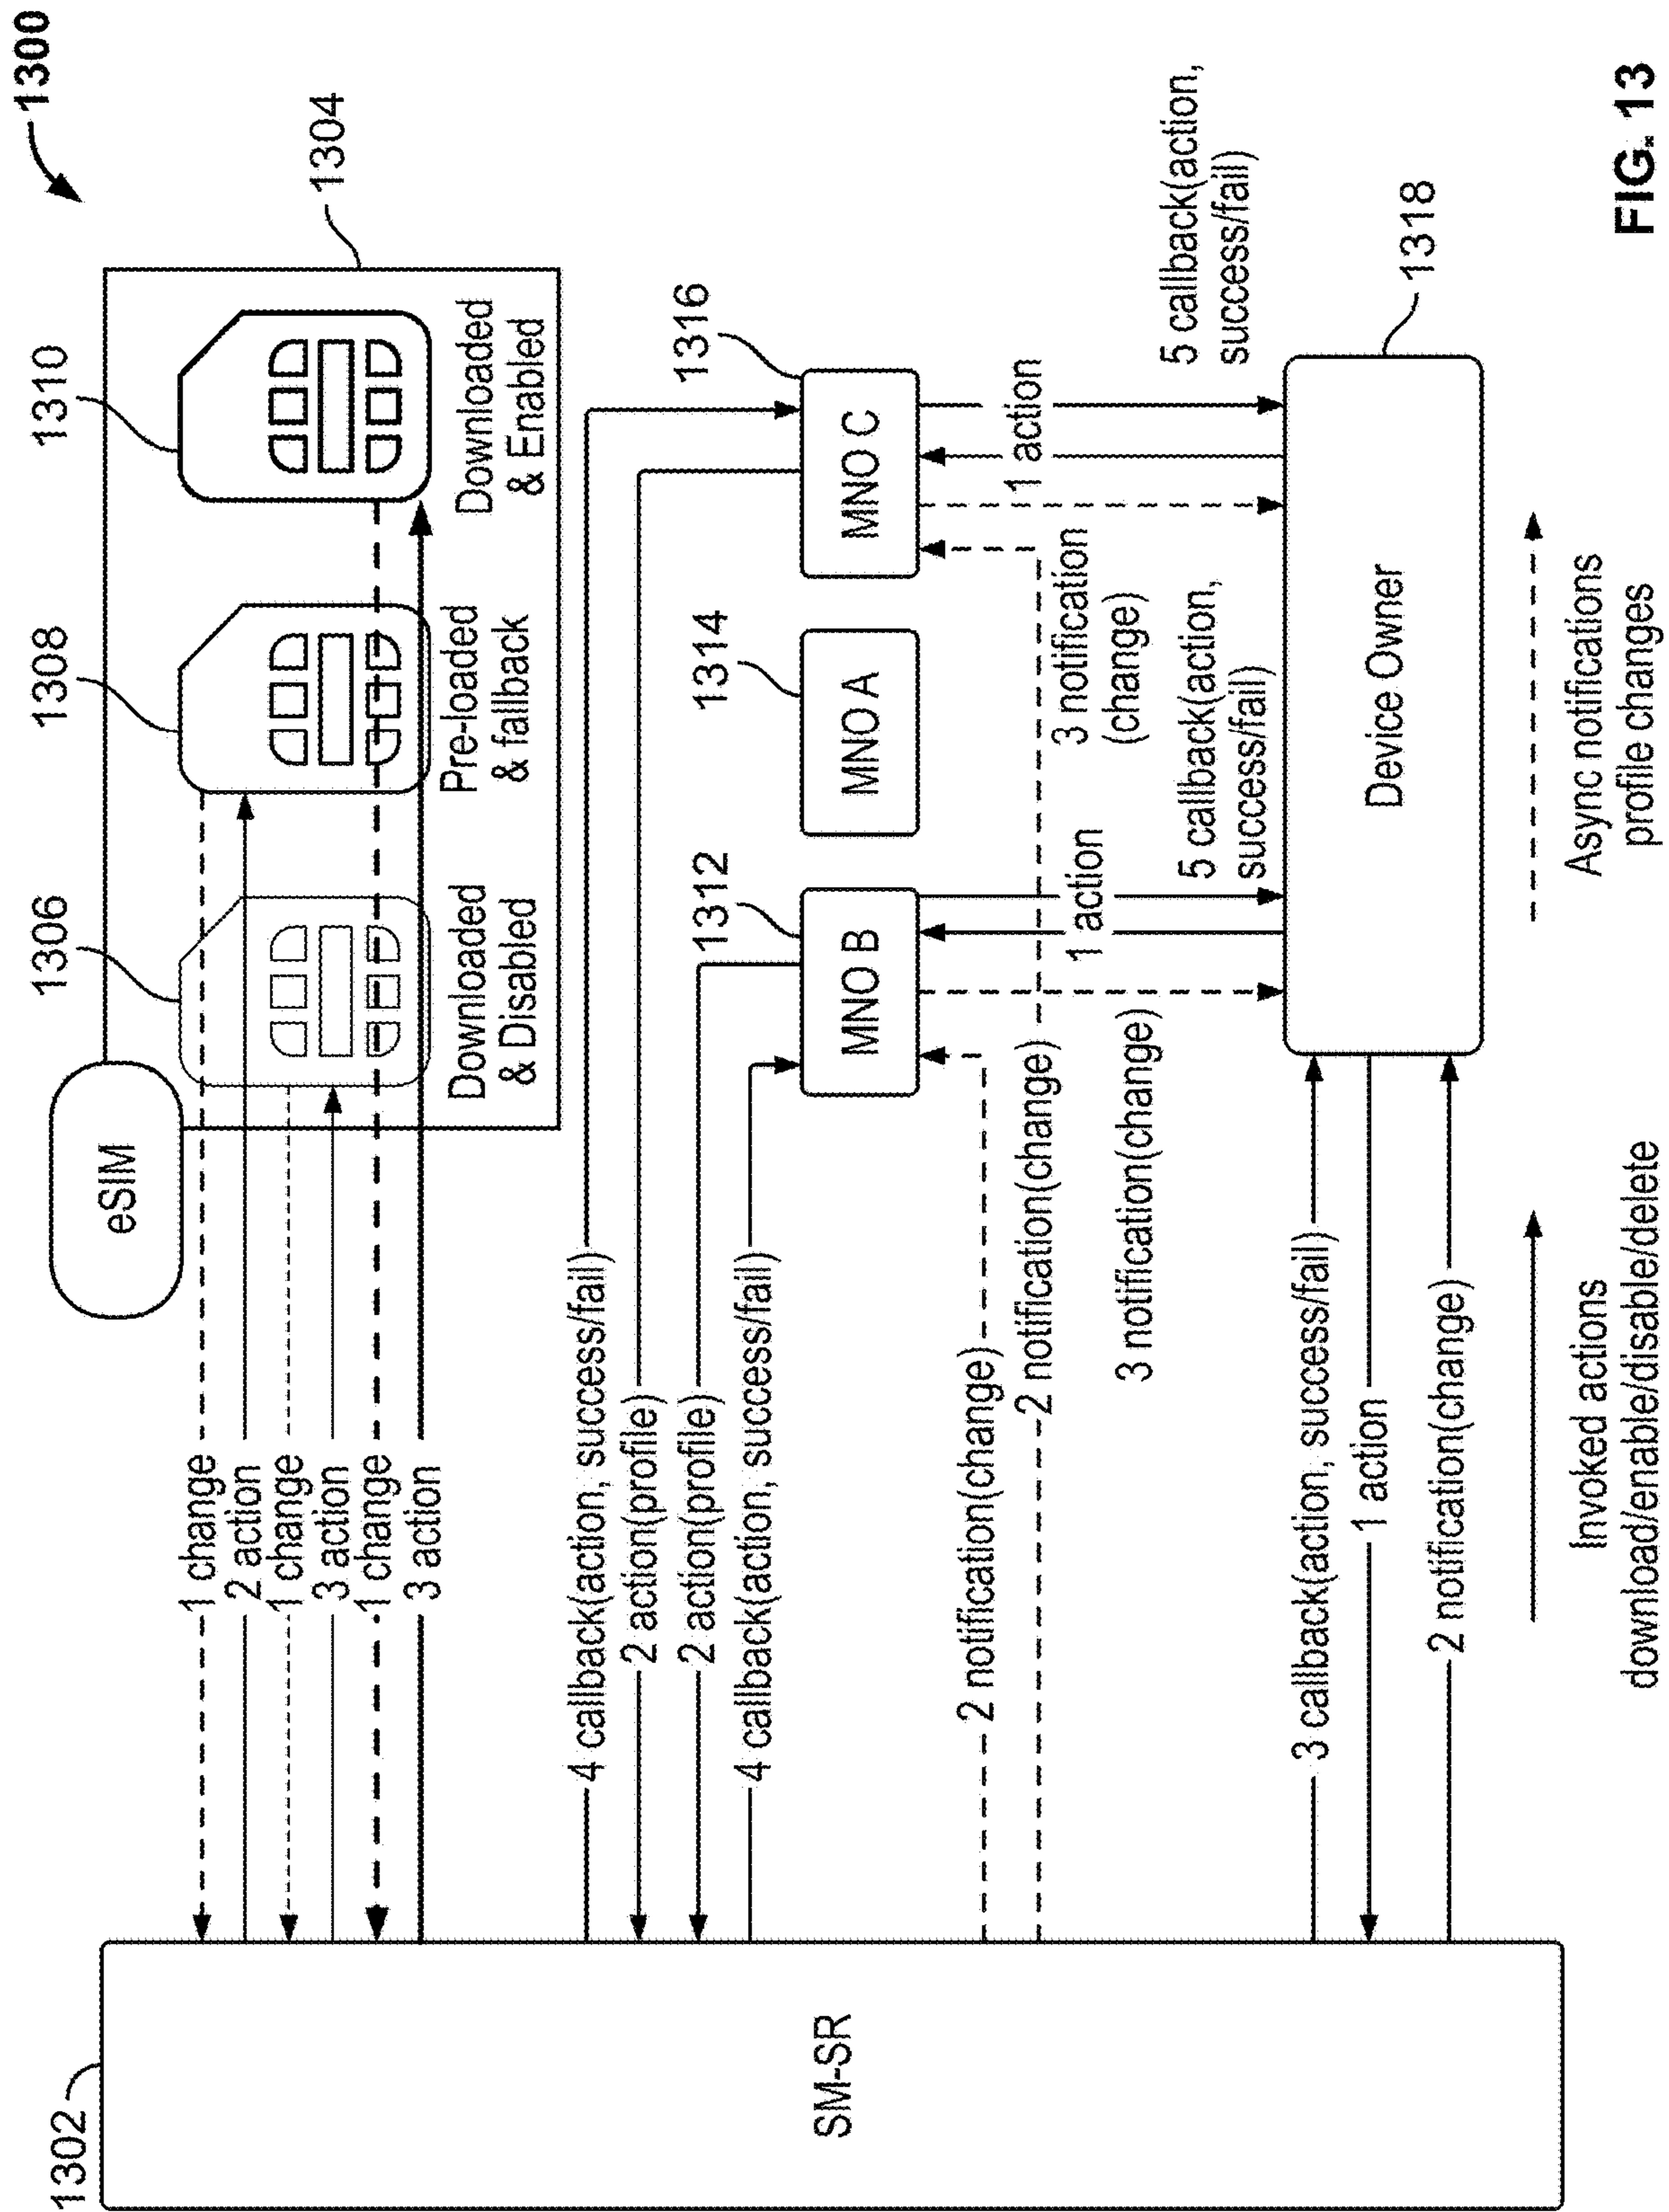 1300
1304
1306
1308
1310
eSIM
Downloaded
& Disabled
Pre-loaded
& fallback
Downloaded
& Enabled
1302
SM-SR
1 change
2 action
1 change
3 action
1 change
3 action
4 callback(action, success/fail)
2 action(profile)
2 action(profile)
4 callback(action, success/fail)
1312
MNO B
1314
MNO A
1316
MNO C
2 notification(change)
2 notification(change)
3 notification(change)
1 action
5 callback(action,
success/fail)
3 notification
(change)
1 action
5 callback(action,
success/fail)
3 callback(action, success/fail)
1 action
2 notification(change)
Device Owner
1318
Invoked actions
download/enable/disable/delete
Async notifications
profile changes
FIG. 13